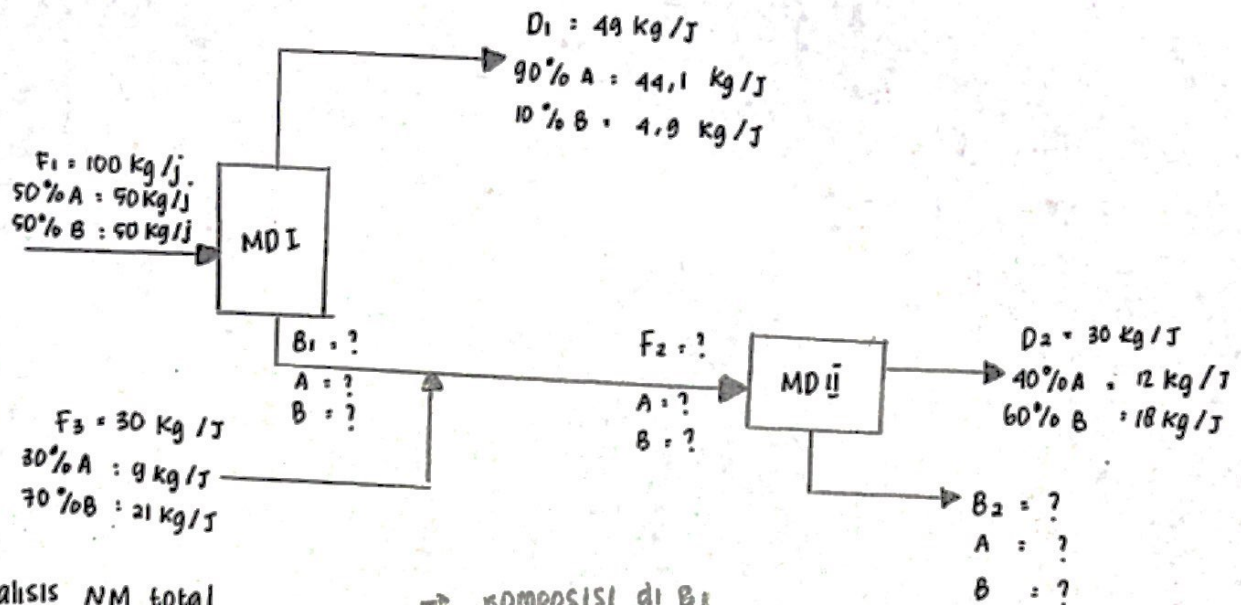 D₁ : 49 Kg/J
90% A : 44,1 Kg/J
10% B : 4,9 Kg/J
F₁ : 100 Kg/j.
50% A : 50 Kg/j
50% B : 50 Kg/j
MD I
B₁ : ?
A = ?
B = ?
F₂ = ?
A : ?
B : ?
MD II
D₂ = 30 Kg/J
40% A : 12 kg/J
60% B : 18 Kg/J
F₃ = 30 Kg/J
30% A : 9 kg/J
70% B : 21 Kg/J
B₂ = ?
A : ?
B : ?
alisis NM total
→ komposisi di B₁